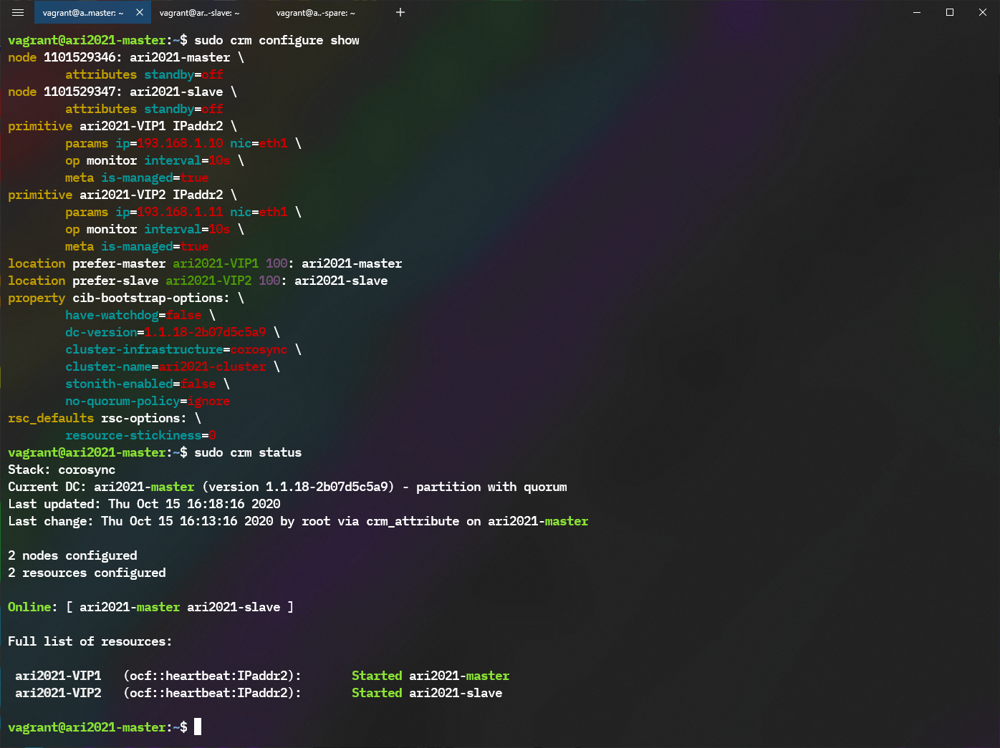 vagrant@a..master: ~ vagrant@ar..-slave: ~ vagrant@a..-spare: ~
vagrant@ari2021-master:~$ sudo crm configure show
node 1101529346: ari2021-master \
        attributes standby=off
node 1101529347: ari2021-slave \
        attributes standby=off
primitive ari2021-VIP1 IPaddr2 \
        params ip=193.168.1.10 nic=eth1 \
        op monitor interval=10s \
        meta is-managed=true
primitive ari2021-VIP2 IPaddr2 \
        params ip=193.168.1.11 nic=eth1 \
        op monitor interval=10s \
        meta is-managed=true
location prefer-master ari2021-VIP1 100: ari2021-master
location prefer-slave ari2021-VIP2 100: ari2021-slave
property cib-bootstrap-options: \
        have-watchdog=false \
        dc-version=1.1.18-2b07d5c5a9 \
        cluster-infrastructure=corosync \
        cluster-name=ari2021-cluster \
        stonith-enabled=false \
        no-quorum-policy=ignore
rsc_defaults rsc-options: \
        resource-stickiness=0
vagrant@ari2021-master:~$ sudo crm status
Stack: corosync
Current DC: ari2021-master (version 1.1.18-2b07d5c5a9) - partition with quorum
Last updated: Thu Oct 15 16:18:16 2020
Last change: Thu Oct 15 16:13:16 2020 by root via crm_attribute on ari2021-master
2 nodes configured
2 resources configured
Online: [ ari2021-master ari2021-slave ]
Full list of resources:
 ari2021-VIP1   (ocf::heartbeat:IPaddr2):       Started ari2021-master
 ari2021-VIP2   (ocf::heartbeat:IPaddr2):       Started ari2021-slave
vagrant@ari2021-master:~$